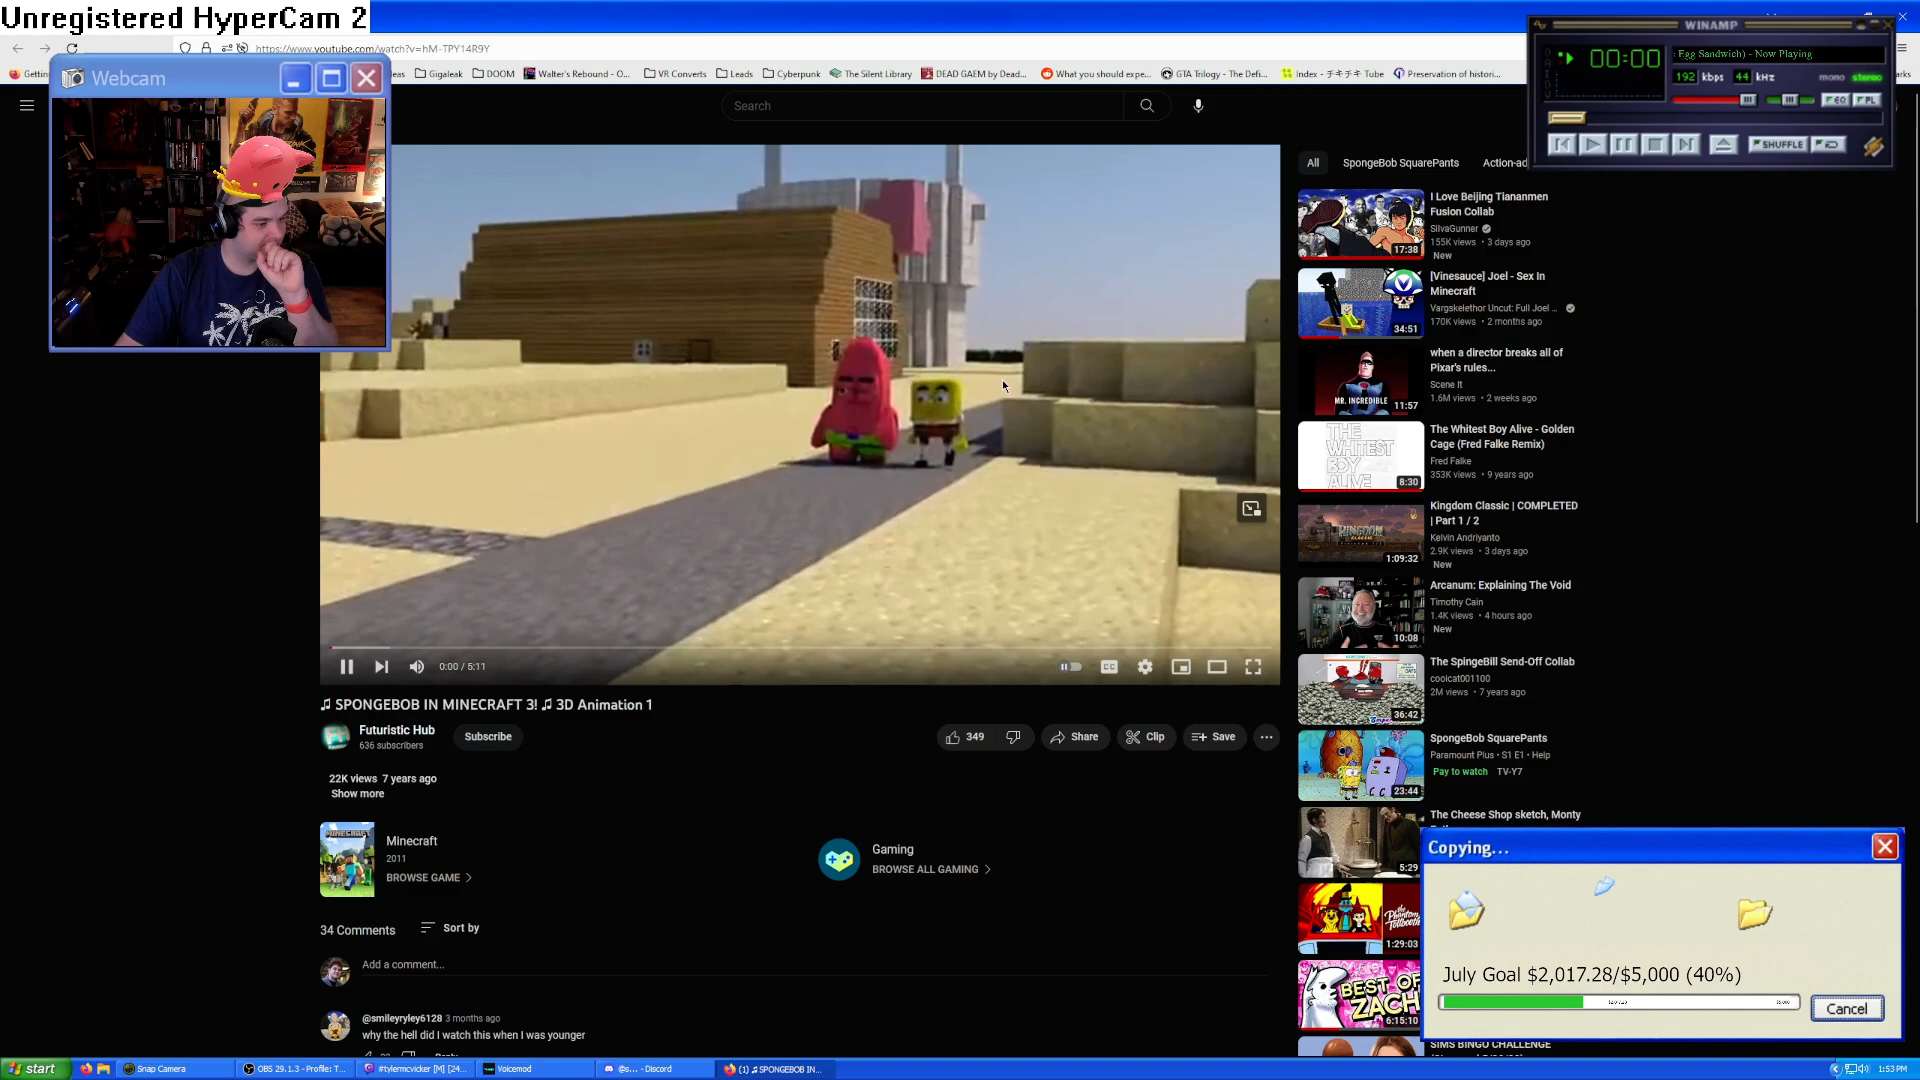 Unregistered HyperCam 2
https://www.youtube.com/watch?v=hM-TPY14R9Y
Gigaleak
DOOM
Walter's Rebound - O...
VR Converts
Leads
Cyberpunk
The Silent Library
DEAD GAEM by Dead...
What you should expe...
GTA Trilogy - The Defi...
Index - チキチキ Tube
Preservation of histori...
Webcam
Search
WINAMP
00:00
: Egg Sandwich) - Now Playing
192 kbps 44 kHz mono stereo
EQ PL
SHUFFLE
All SpongeBob SquarePants Action-ad
I Love Beijing Tiananmen
Fusion Collab
SilvaGunner
155K views • 3 days ago
New
17:38
[Vinesauce] Joel - Sex In
Minecraft
Vargskelethor Uncut: Full Joel ...
170K views • 2 months ago
34:51
when a director breaks all of
Pixar's rules...
Scene It
1.6M views • 2 weeks ago
MR. INCREDIBLE
11:57
The Whitest Boy Alive - Golden
Cage (Fred Falke Remix)
Fred Falke
353K views • 9 years ago
THE
WHITEST
BOY
ALIVE
8:30
Kingdom Classic | COMPLETED
| Part 1 / 2
Kelvin Andriyanto
2.9K views • 3 days ago
New
KINGDOM
CLASSIC
1:09:32
Arcanum: Explaining The Void
Timothy Cain
1.4K views • 4 hours ago
New
10:08
The SpingeBill Send-Off Collab
coolcat001100
2M views • 7 years ago
36:42
SpongeBob SquarePants
Paramount Plus • S1 E1 • Help
Pay to watch TV-Y7
23:44
The Cheese Shop sketch, Monty
5:29
the Phantom
Tollbooth
1:29:03
BEST OF
ZACH
6:15:10
SIMS BINGO CHALLENGE
0:00 / 5:11
CC
♫ SPONGEBOB IN MINECRAFT 3! ♫ 3D Animation 1
Futuristic Hub
636 subscribers
Subscribe
349
Share
Clip
Save
22K views 7 years ago
Show more
MINECRAFT
Minecraft
2011
BROWSE GAME
Gaming
BROWSE ALL GAMING
34 Comments
Sort by
Add a comment...
@smileyryley6128 3 months ago
why the hell did I watch this when I was younger
Reply
Copying...
July Goal $2,017.28/$5,000 (40%)
Cancel
start
Snap Camera
OBS 29.1.3 - Profile: T...
#tylermcvicker [M] [24...
Voicemod
@s... - Discord
(1) ♫ SPONGEBOB IN...
1:53 PM